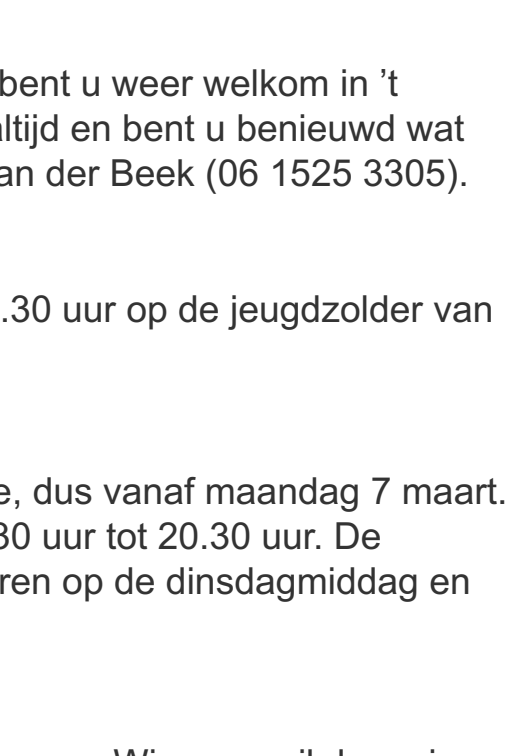 bent u weer welkom in ’t
altijd en bent u benieuwd wat
an der Beek (06 1525 3305).
.30 uur op de jeugdzolder van
e, dus vanaf maandag 7 maart.
30 uur tot 20.30 uur. De
ren op de dinsdagmiddag en